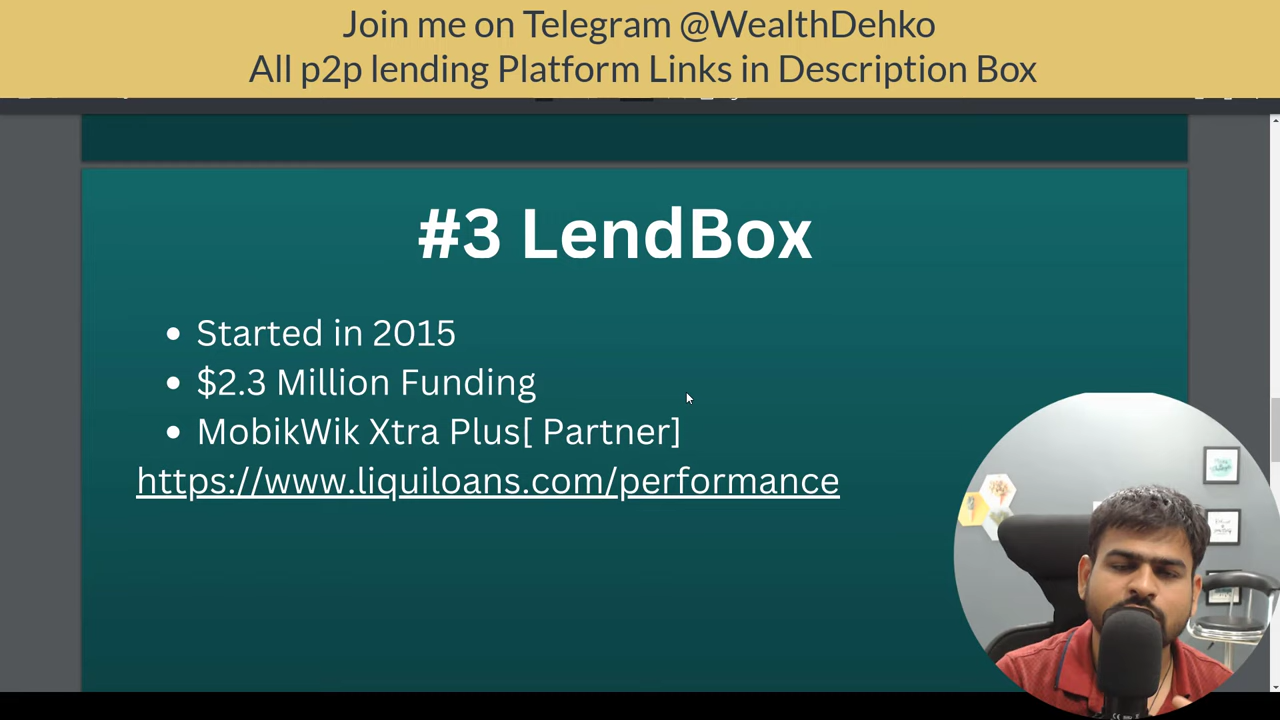 Join me on Telegram @WealthDehko
All p2p lending Platform Links in Description Box
#3 LendBox
Started in 2015
$2.3 Million Funding
MobikWik Xtra Plus[ Partner]
https://www.liquiloans.com/performance